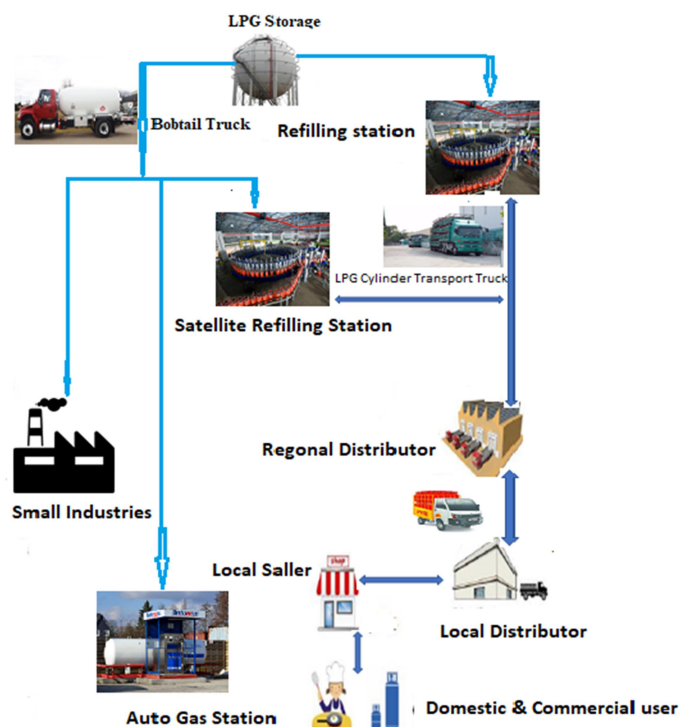 LPG Storage
Bobtail Truck
Refilling station
LPG Cylinder Transport Truck
Satellite Refilling Station
Regonal Distributor
Small Industries
Local Saller
shop
Local Distributor
Auto Gas Station
Domestic & Commercial user